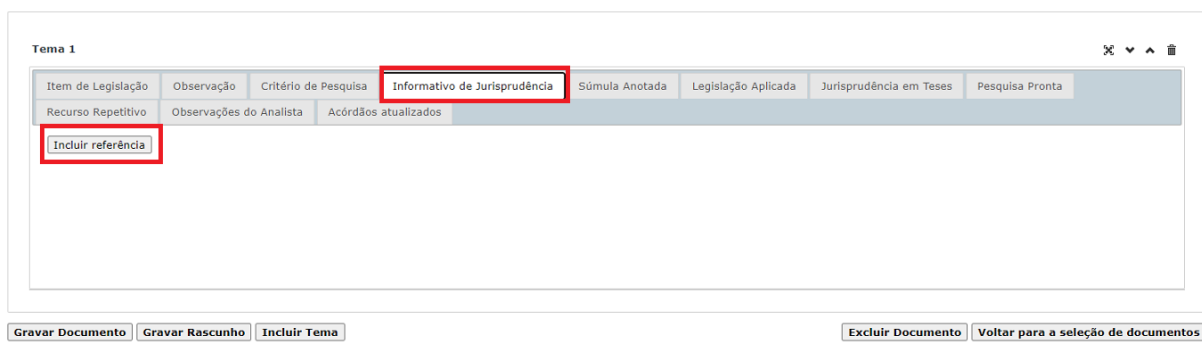 Tema 1
Item de Legislação Observação Critério de Pesquisa Informativo de Jurisprudência Súmula Anotada Legislação Aplicada Jurisprudência em Teses Pesquisa Pronta
Recurso Repetitivo Observações do Analista Acórdãos atualizados
Incluir referência
Gravar Documento Gravar Rascunho Incluir Tema Excluir Documento Voltar para a seleção de documentos